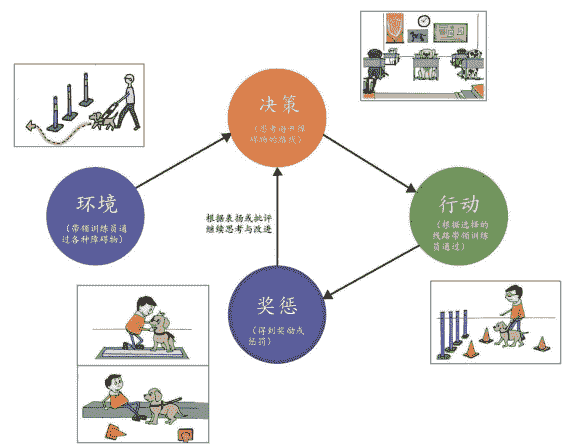 决策
（思考避开障
碍物的路线）
环境
（带领训练员通
过各种障碍物）
根据表扬或批评
继续思考与改进
行动
（根据选择的
线路带领训练
员通过）
奖惩
（得到奖励或
惩罚）